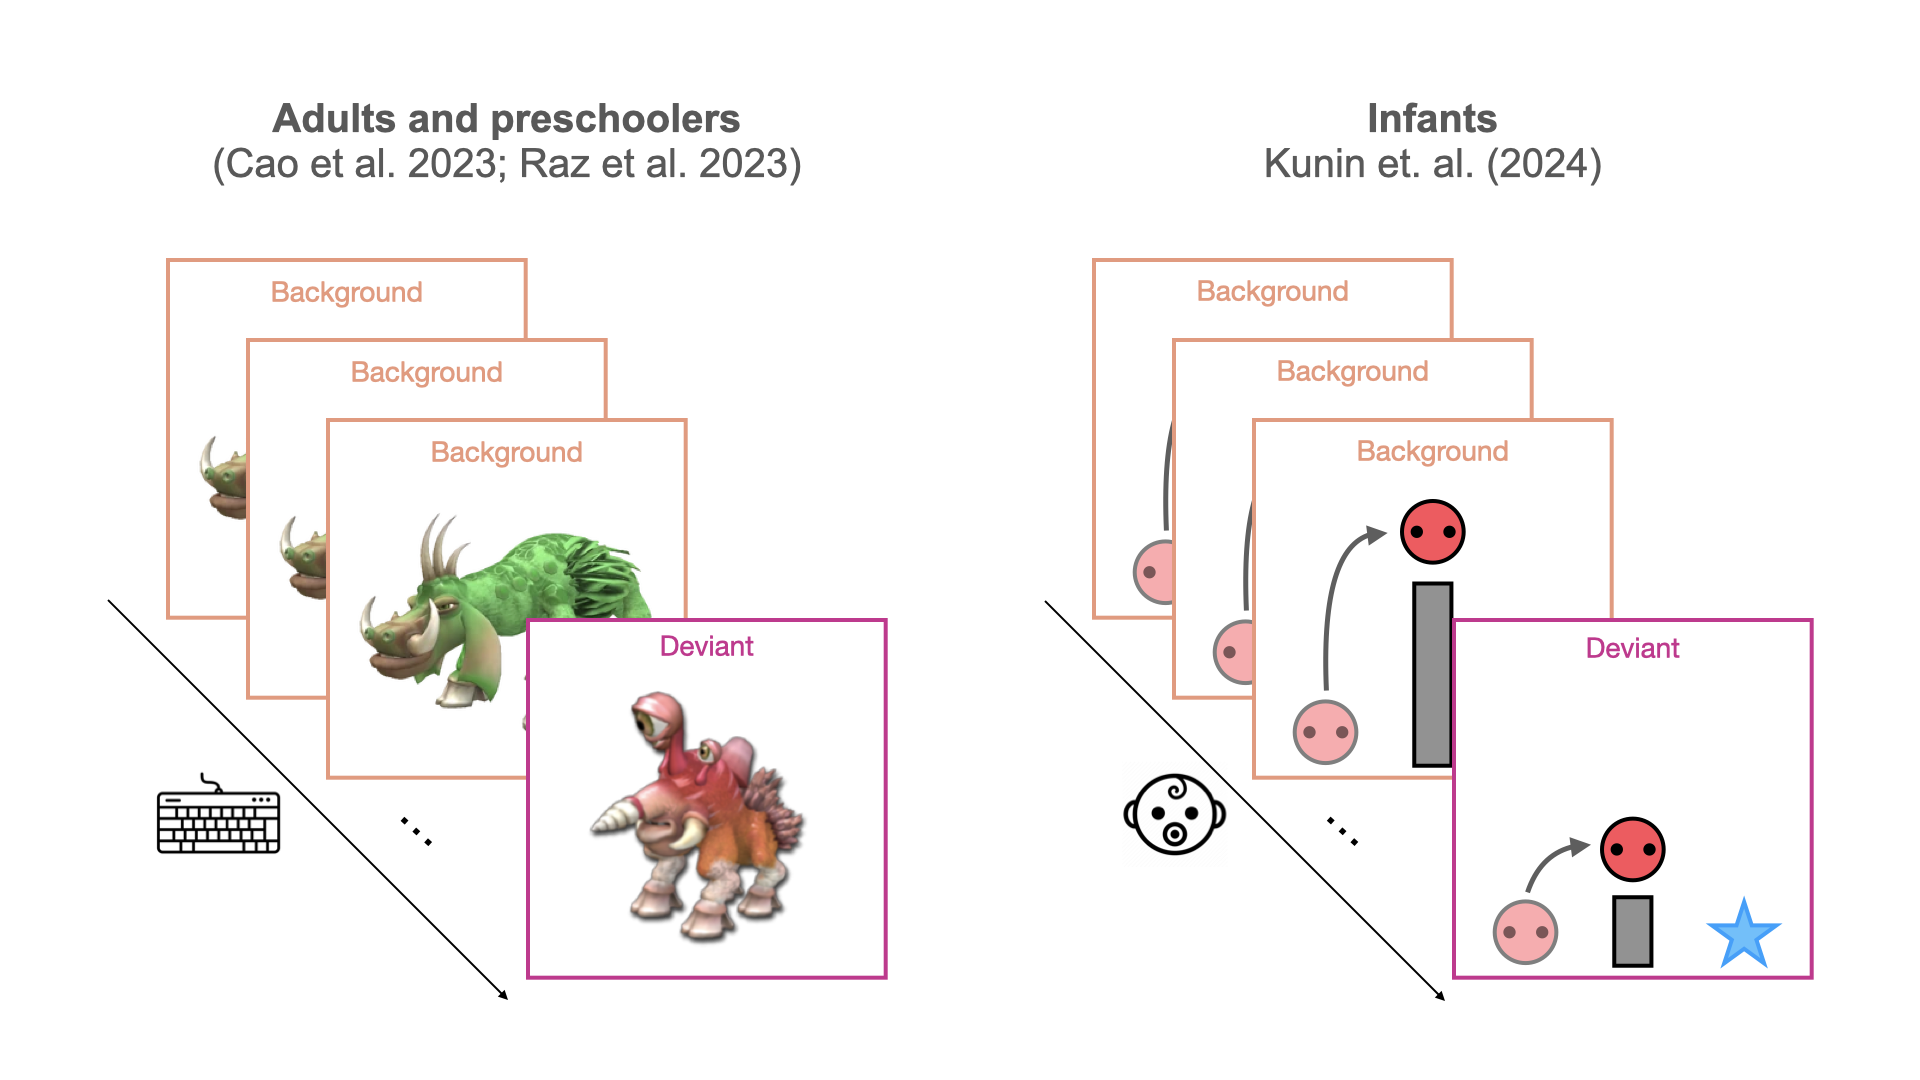 Adults and preschoolers
(Cao et al. 2023; Raz et al. 2023)
Background
Background
Background
Deviant
Infants
Kunin et. al. (2024)
Background
Background
Background
Deviant